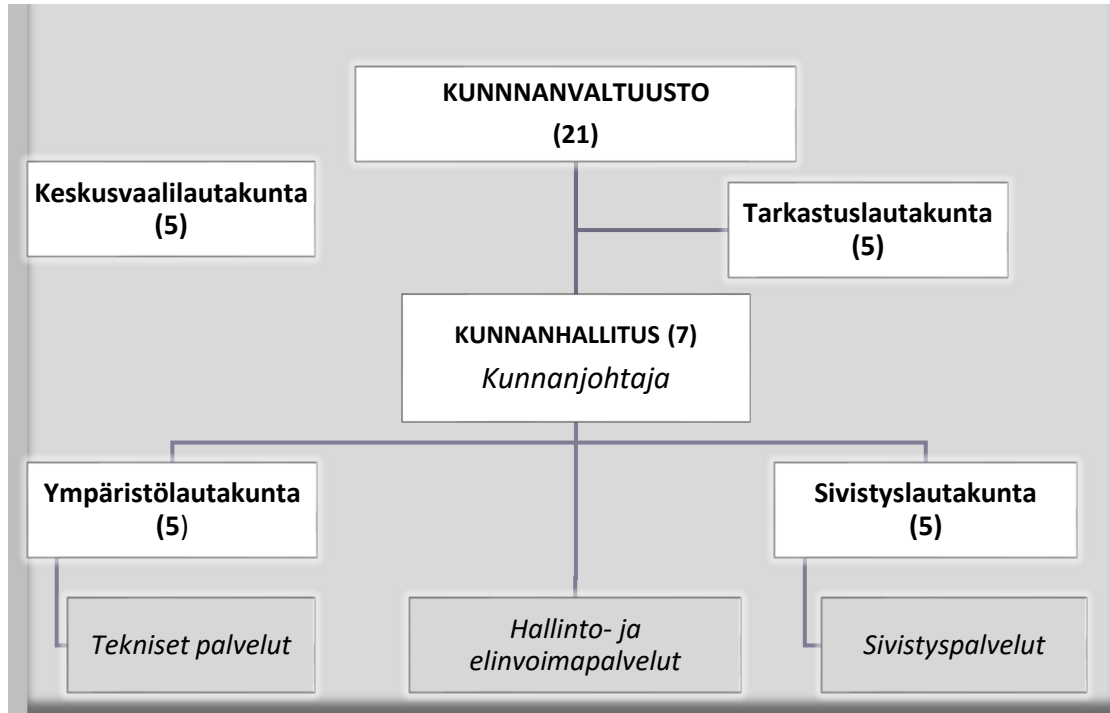 KUNNNANVALTUUSTO
(21)
Keskusvaalilautakunta
(5)
Tarkastuslautakunta
(5)
KUNNANHALLITUS (7)
Kunnanjohtaja
Ympäristölautakunta
(5)
Sivistyslautakunta
(5)
Tekniset palvelut
Hallinto- ja
elinvoimapalvelut
Sivistyspalvelut